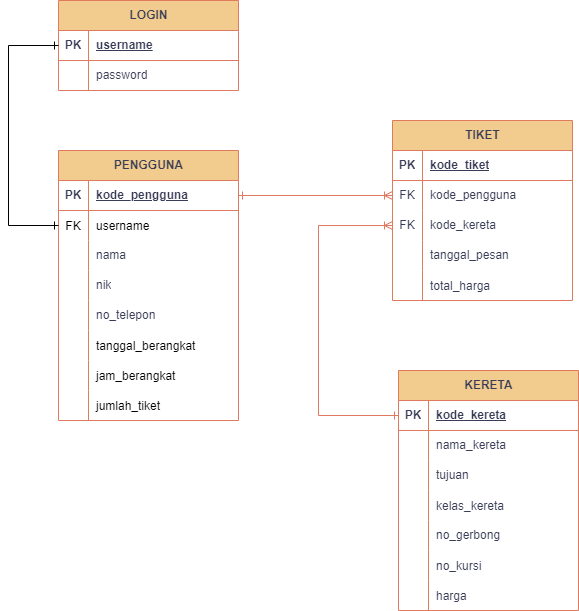 LOGIN
PK username
password
PENGGUNA
PK kode_pengguna
FK username
nama
nik
no_telepon
tanggal_berangkat
jam_berangkat
jumlah_tiket
TIKET
PK kode_tiket
FK kode_pengguna
FK kode_kereta
tanggal_pesan
total_harga
KERETA
PK kode_kereta
nama_kereta
tujuan
kelas_kereta
no_gerbong
no_kursi
harga